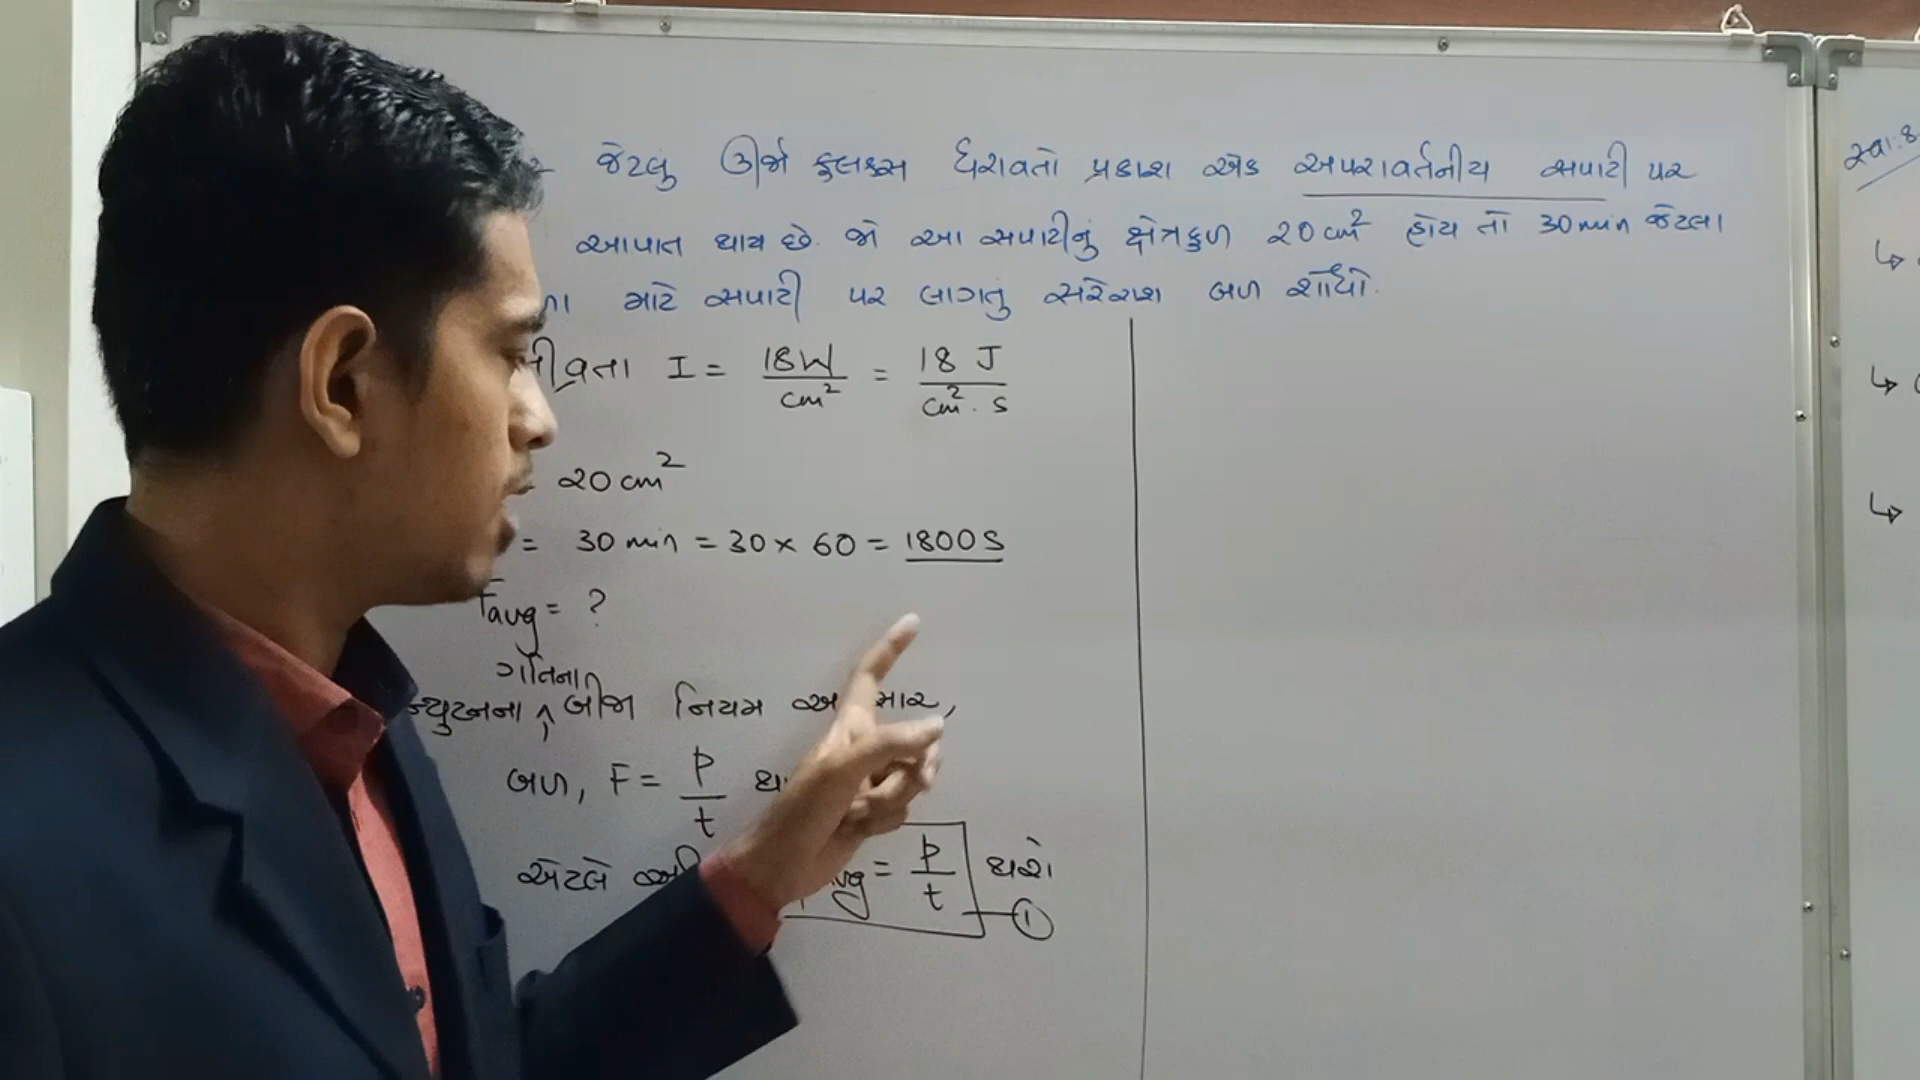 જેટલું ઊર્જા ફ્લક્સ ધરાવતો પ્રકાશ એક અપરાવર્તનીય સપાટી પર
આપાત થાય છે. જો આ સપાટીનું ક્ષેત્રફળ 20 cm² હોય તો 30 min જેટલા
માટે સપાટી પર લાગતુ સરેરાશ બળ શોધો.
I = 18W/cm² = 18 J/cm².s
20 cm²
= 30 min = 30 × 60 = 1800 S
Favg = ?
ગતિના
ન્યુટનના ^ બીજા નિયમ
બળ, F = P/t
એટલે = P/t થશે
①
સ્વા.8